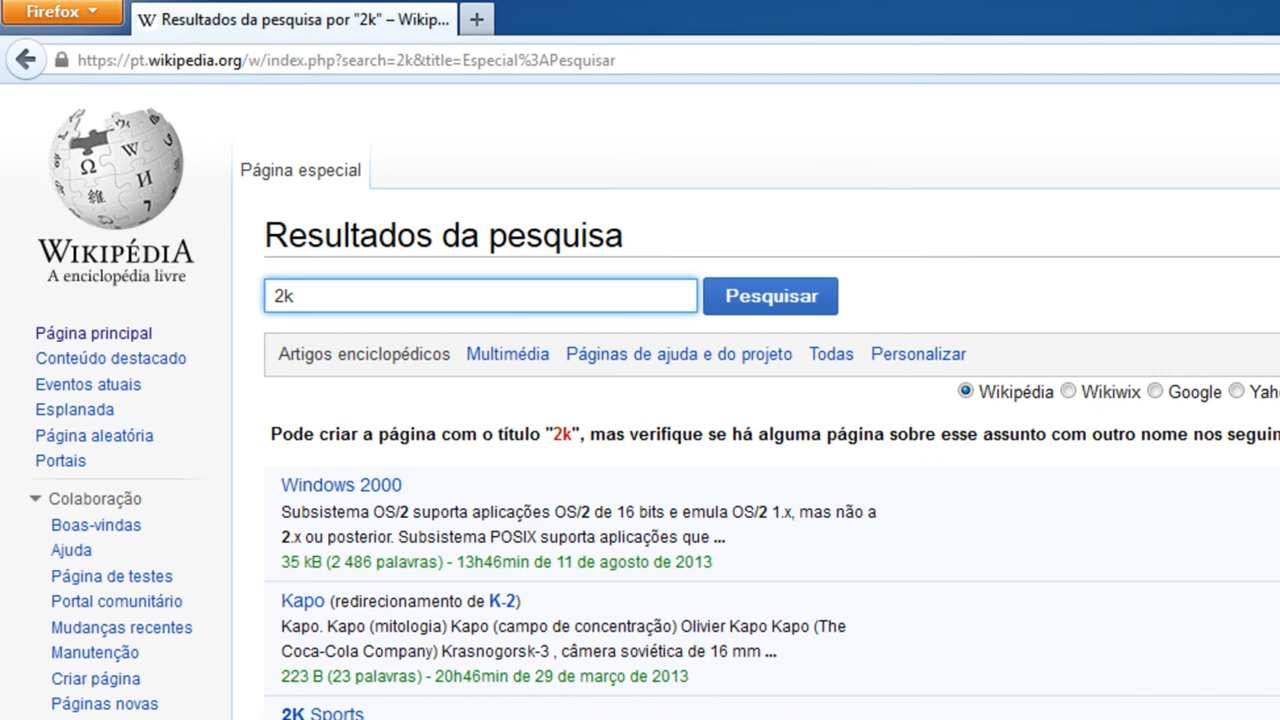 Firefox
W Resultados da pesquisa por "2k" – Wikip...
https://pt.wikipedia.org/w/index.php?search=2k&title=Especial%3APesquisar
WIKIPÉDIA
A enciclopédia livre
Página principal
Conteúdo destacado
Eventos atuais
Esplanada
Página aleatória
Portais
Colaboração
Boas-vindas
Ajuda
Página de testes
Portal comunitário
Mudanças recentes
Manutenção
Criar página
Páginas novas
Página especial
Resultados da pesquisa
2k Pesquisar
Artigos enciclopédicos Multimédia Páginas de ajuda e do projeto Todas Personalizar
Wikipédia Wikiwix Google Yah
Pode criar a página com o título "2k", mas verifique se há alguma página sobre esse assunto com outro nome nos seguin
Windows 2000
Subsistema OS/2 suporta aplicações OS/2 de 16 bits e emula OS/2 1.x, mas não a
2.x ou posterior. Subsistema POSIX suporta aplicações que ...
35 kB (2 486 palavras) - 13h46min de 11 de agosto de 2013
Kapo (redirecionamento de K-2)
Kapo. Kapo (mitologia) Kapo (campo de concentração) Olivier Kapo Kapo (The
Coca-Cola Company) Krasnogorsk-3 , câmera soviética de 16 mm ...
223 B (23 palavras) - 20h46min de 29 de março de 2013
2K Sports